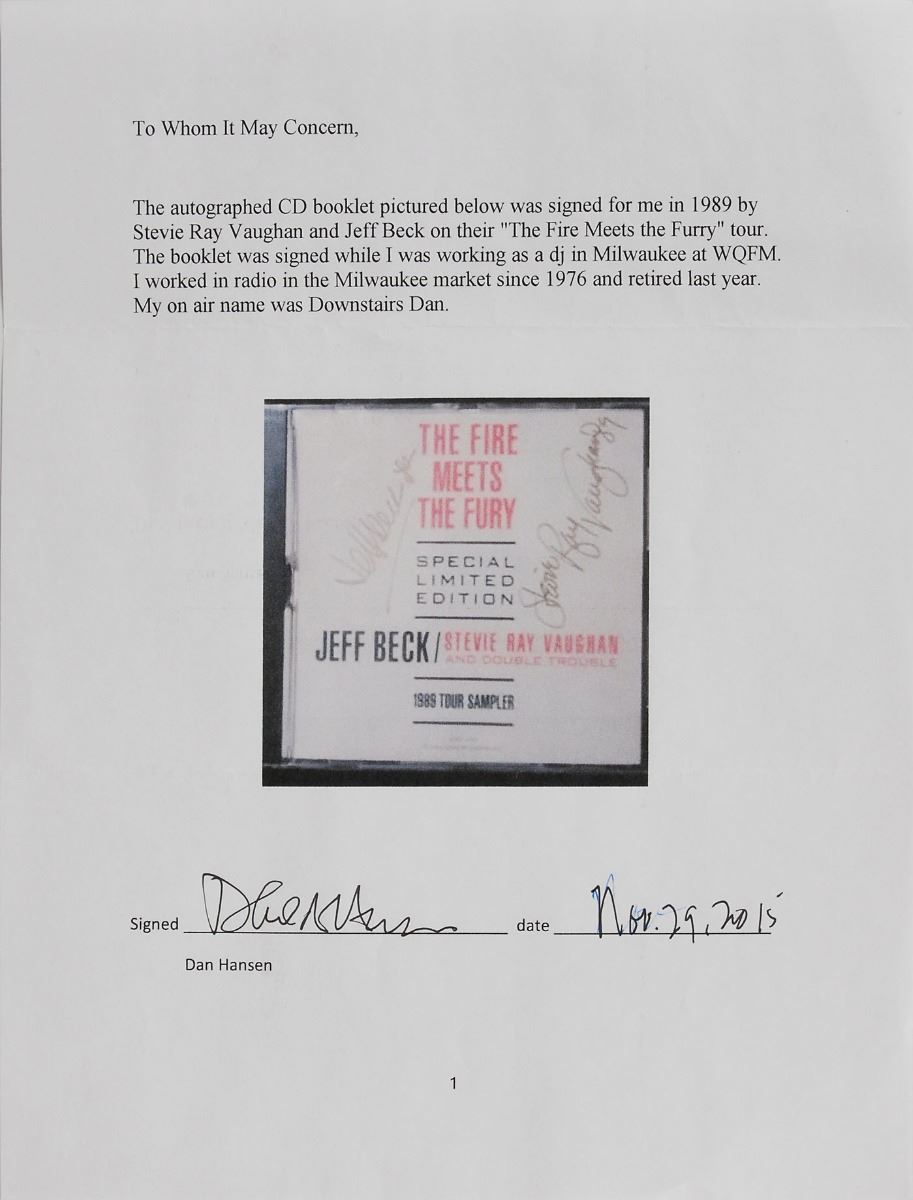 To Whom It May Concern,
The autographed CD booklet pictured below was signed for me in 1989 by
Stevie Ray Vaughan and Jeff Beck on their "The Fire Meets the Furry" tour.
The booklet was signed while I was working as a dj in Milwaukee at WQFM.
I worked in radio in the Milwaukee market since 1976 and retired last year.
My on air name was Downstairs Dan.
THE FIRE
MEETS
THE FURY
Jeff Beck
Stevie Ray Vaughan 89
SPECIAL
LIMITED
EDITION
JEFF BECK/STEVIE RAY VAUGHAN
AND DOUBLE TROUBLE
1989 TOUR SAMPLER
Signed date Nov. 29, 2015
Dan Hansen
1